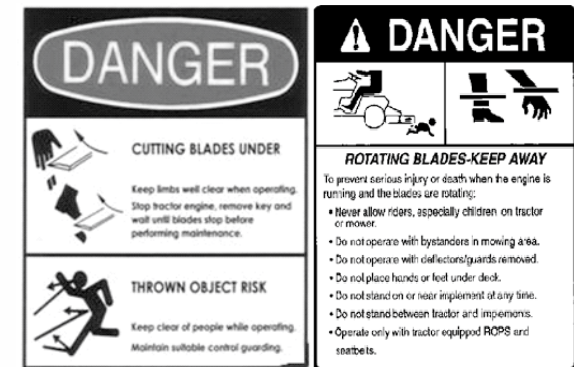 DANGER
CUTTING BLADES UNDER
Keep limbs well clear when operating.
Stop tractor engine, remove key and
wait until blades stop before
performing maintenance.
THROWN OBJECT RISK
Keep clear of people while operating.
Maintain suitable control guarding.
DANGER
ROTATING BLADES-KEEP AWAY
To prevent serious injury or death when the engine is
running and the blades are rotating:
• Never allow riders, especially children on tractor
or mower.
• Do not operate with bystanders in mowing area.
• Do not operate with deflectors/guards removed.
• Do not place hands or feet under deck.
• Do not stand on or near implement at any time.
• Do not stand between tractor and implements.
• Operate only with tractor equipped ROPS and
seatbelts.